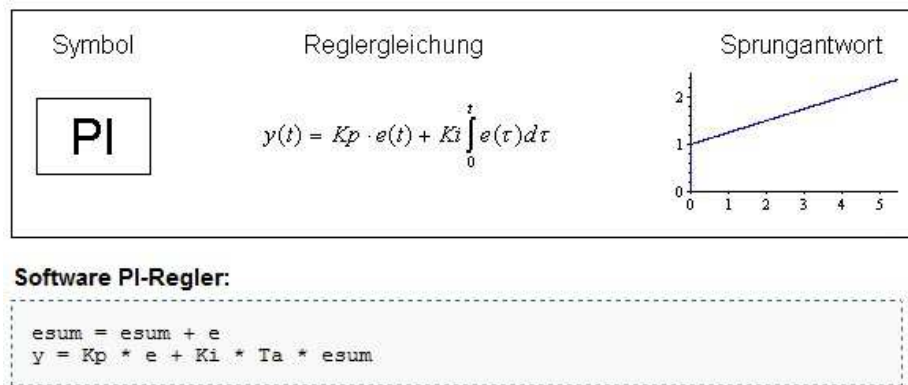 Symbol Reglergleichung Sprungantwort
PI
y(t) = Kp · e(t) + Ki ∫₀ᵗ e(τ)dτ
2
1
0
0 1 2 3 4 5
Software PI-Regler:
esum = esum + e
y = Kp * e + Ki * Ta * esum